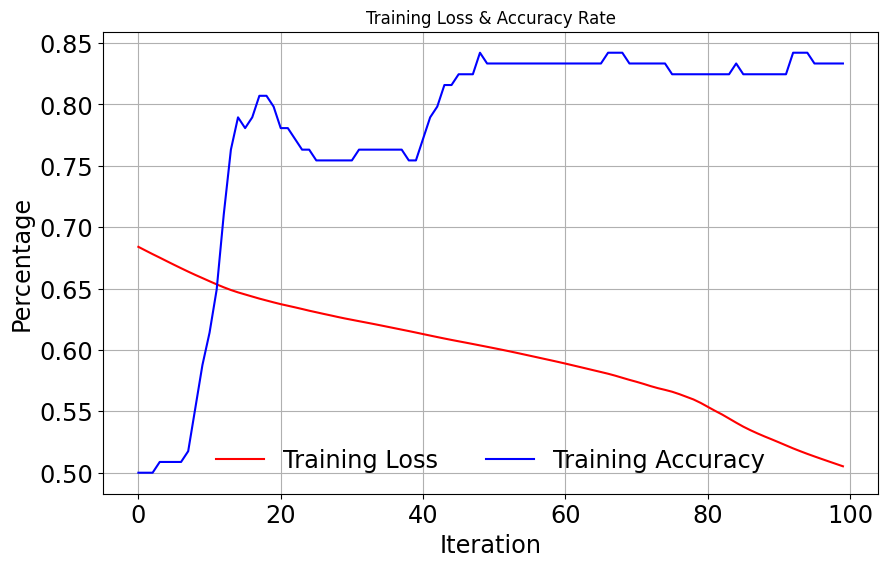 Training Loss & Accuracy Rate
0.85
0.80
0.75
0.70
0.65
0.60
0.55
0.50
Percentage
Training Loss Training Accuracy
0 20 40 60 80 100
Iteration